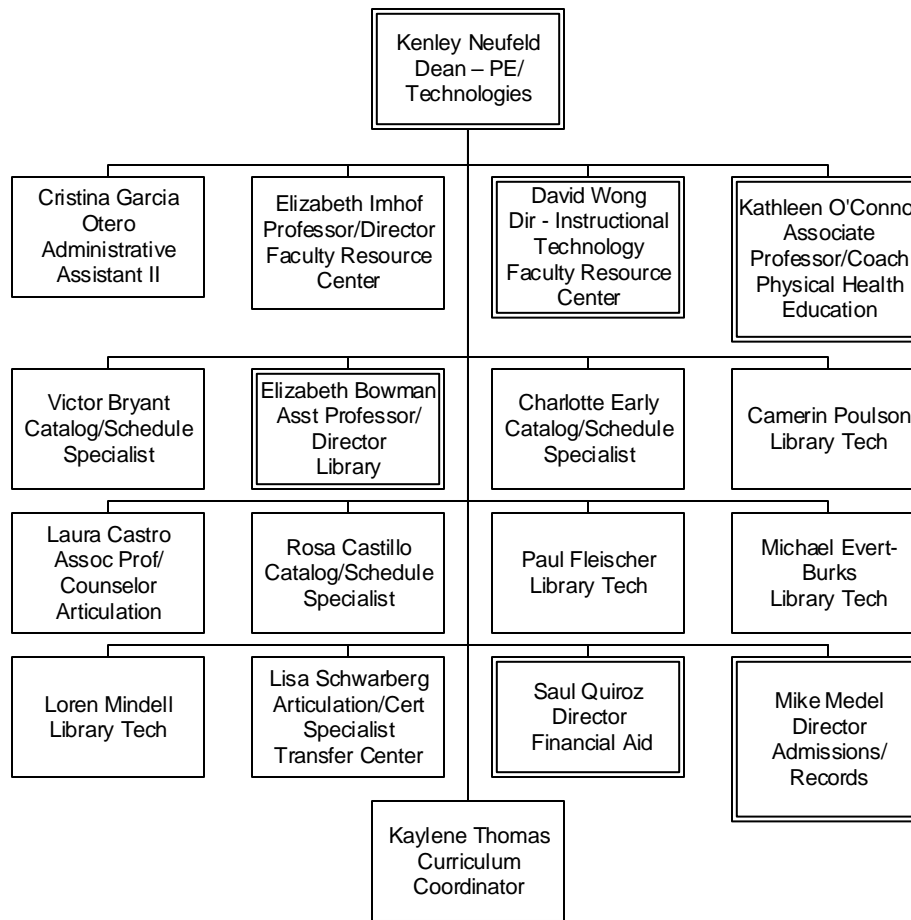 Kenley Neufeld
Dean – PE/
Technologies
Cristina Garcia
Otero
Administrative
Assistant II
Elizabeth Imhof
Professor/Director
Faculty Resource
Center
David Wong
Dir - Instructional
Technology
Faculty Resource
Center
Kathleen O'Conno
Associate
Professor/Coach
Physical Health
Education
Victor Bryant
Catalog/Schedule
Specialist
Elizabeth Bowman
Asst Professor/
Director
Library
Charlotte Early
Catalog/Schedule
Specialist
Camerin Poulson
Library Tech
Laura Castro
Assoc Prof/
Counselor
Articulation
Rosa Castillo
Catalog/Schedule
Specialist
Paul Fleischer
Library Tech
Michael Evert-
Burks
Library Tech
Loren Mindell
Library Tech
Lisa Schwarberg
Articulation/Cert
Specialist
Transfer Center
Saul Quiroz
Director
Financial Aid
Mike Medel
Director
Admissions/
Records
Kaylene Thomas
Curriculum
Coordinator